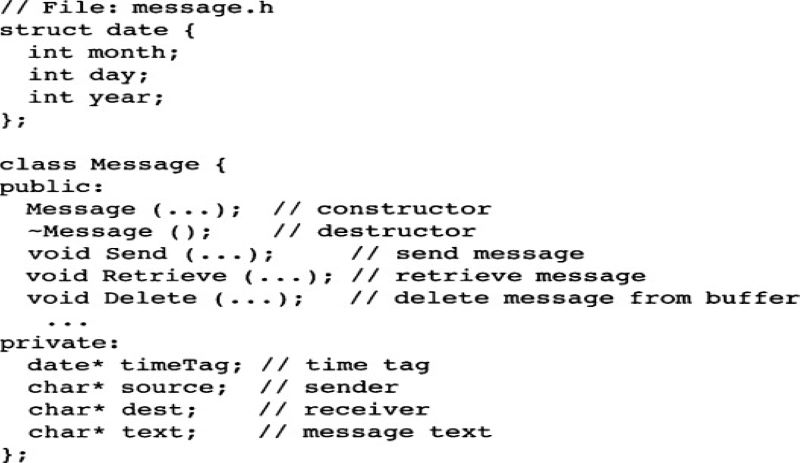 // File: message.h
struct date {
  int month;
  int day;
  int year;
};

class Message {
public:
  Message (...);  // constructor
  ~Message ();    // destructor
  void Send (...);      // send message
  void Retrieve (...); // retrieve message
  void Delete (...);   // delete message from buffer
   ...
private:
  date* timeTag; // time tag
  char* source;  // sender
  char* dest;    // receiver
  char* text;    // message text
};